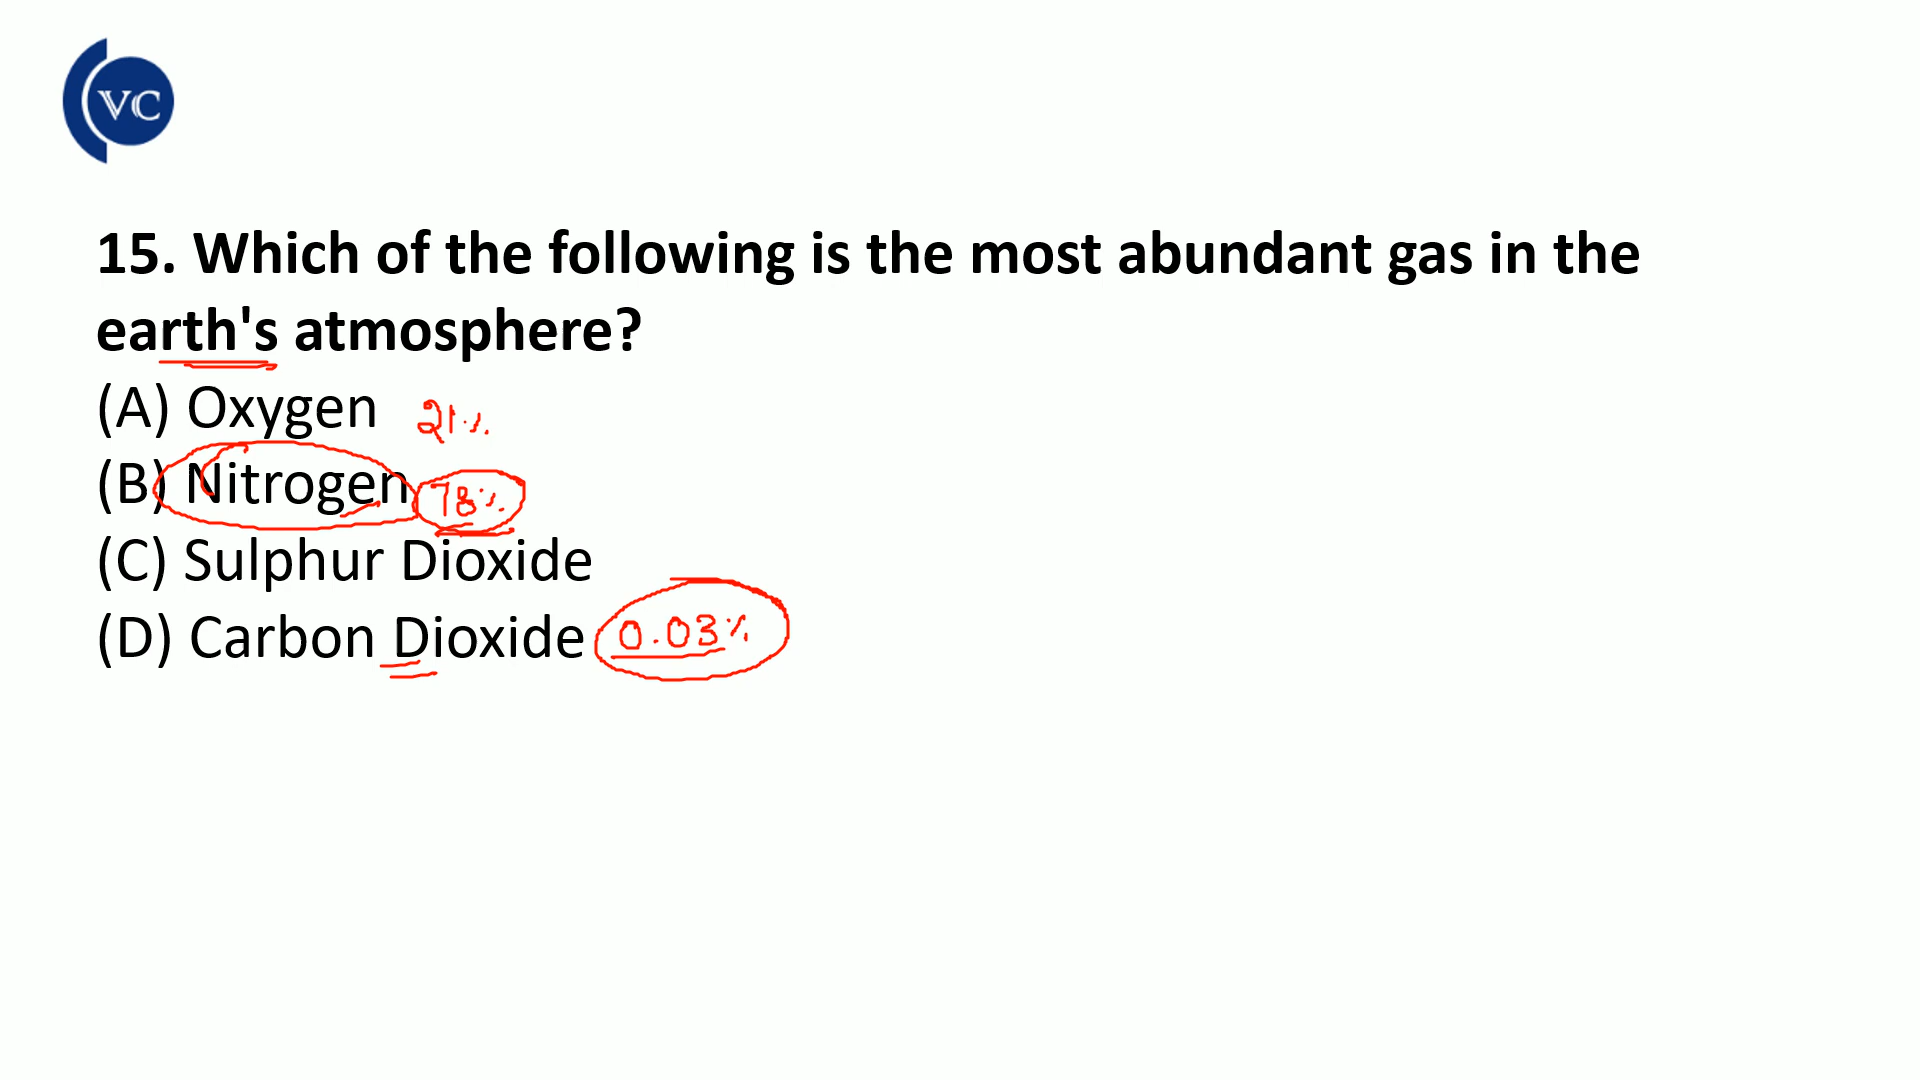 VC
15. Which of the following is the most abundant gas in the
earth's atmosphere?
(A) Oxygen 21%
(B) Nitrogen 78%
(C) Sulphur Dioxide
(D) Carbon Dioxide 0.03%